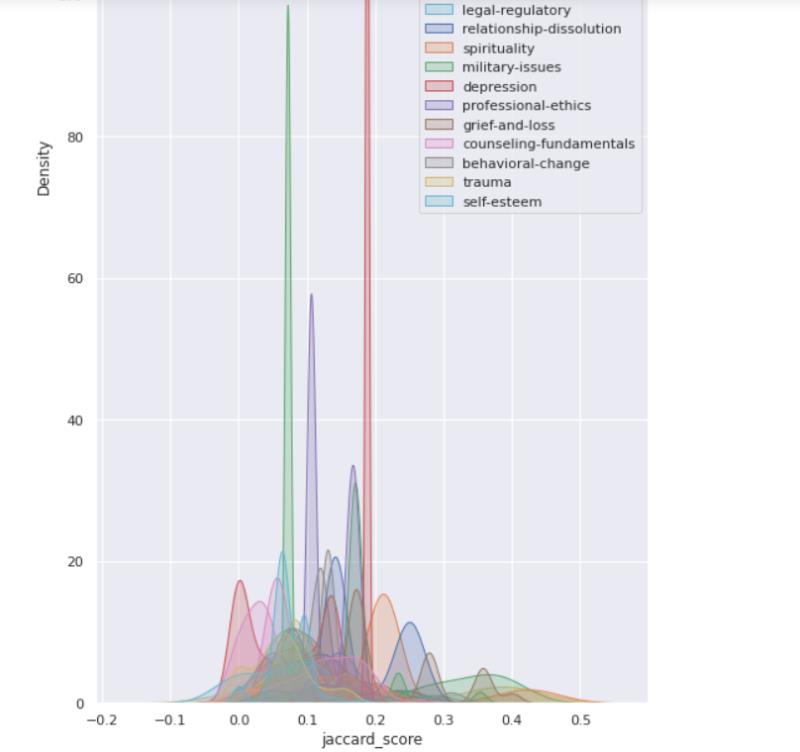 legal-regulatory
relationship-dissolution
spirituality
military-issues
depression
professional-ethics
grief-and-loss
counseling-fundamentals
behavioral-change
trauma
self-esteem
Density
80
60
40
20
0
−0.2 −0.1 0.0 0.1 0.2 0.3 0.4 0.5
jaccard_score